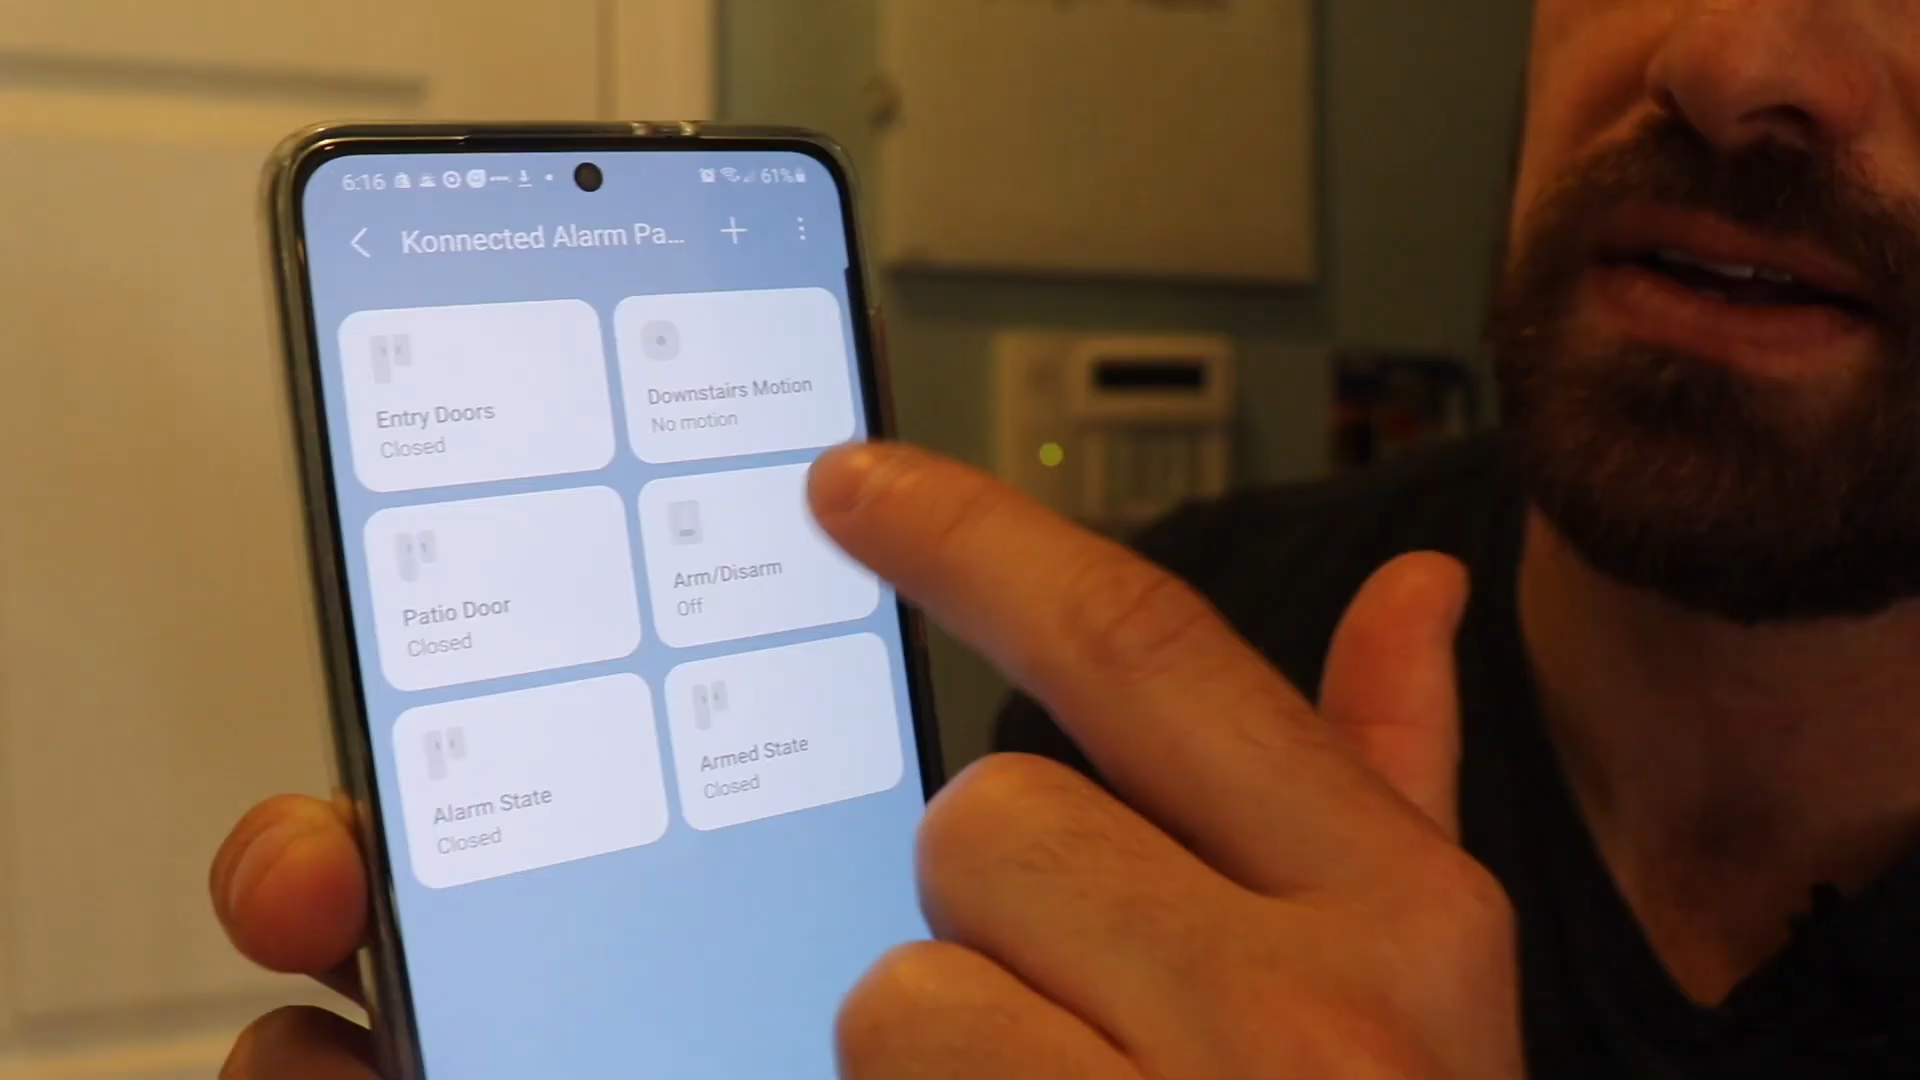 6:16
61%
Konnected Alarm Pa...
Entry Doors
Closed
Downstairs Motion
No motion
Patio Door
Closed
Arm/Disarm
Off
Alarm State
Closed
Armed State
Closed